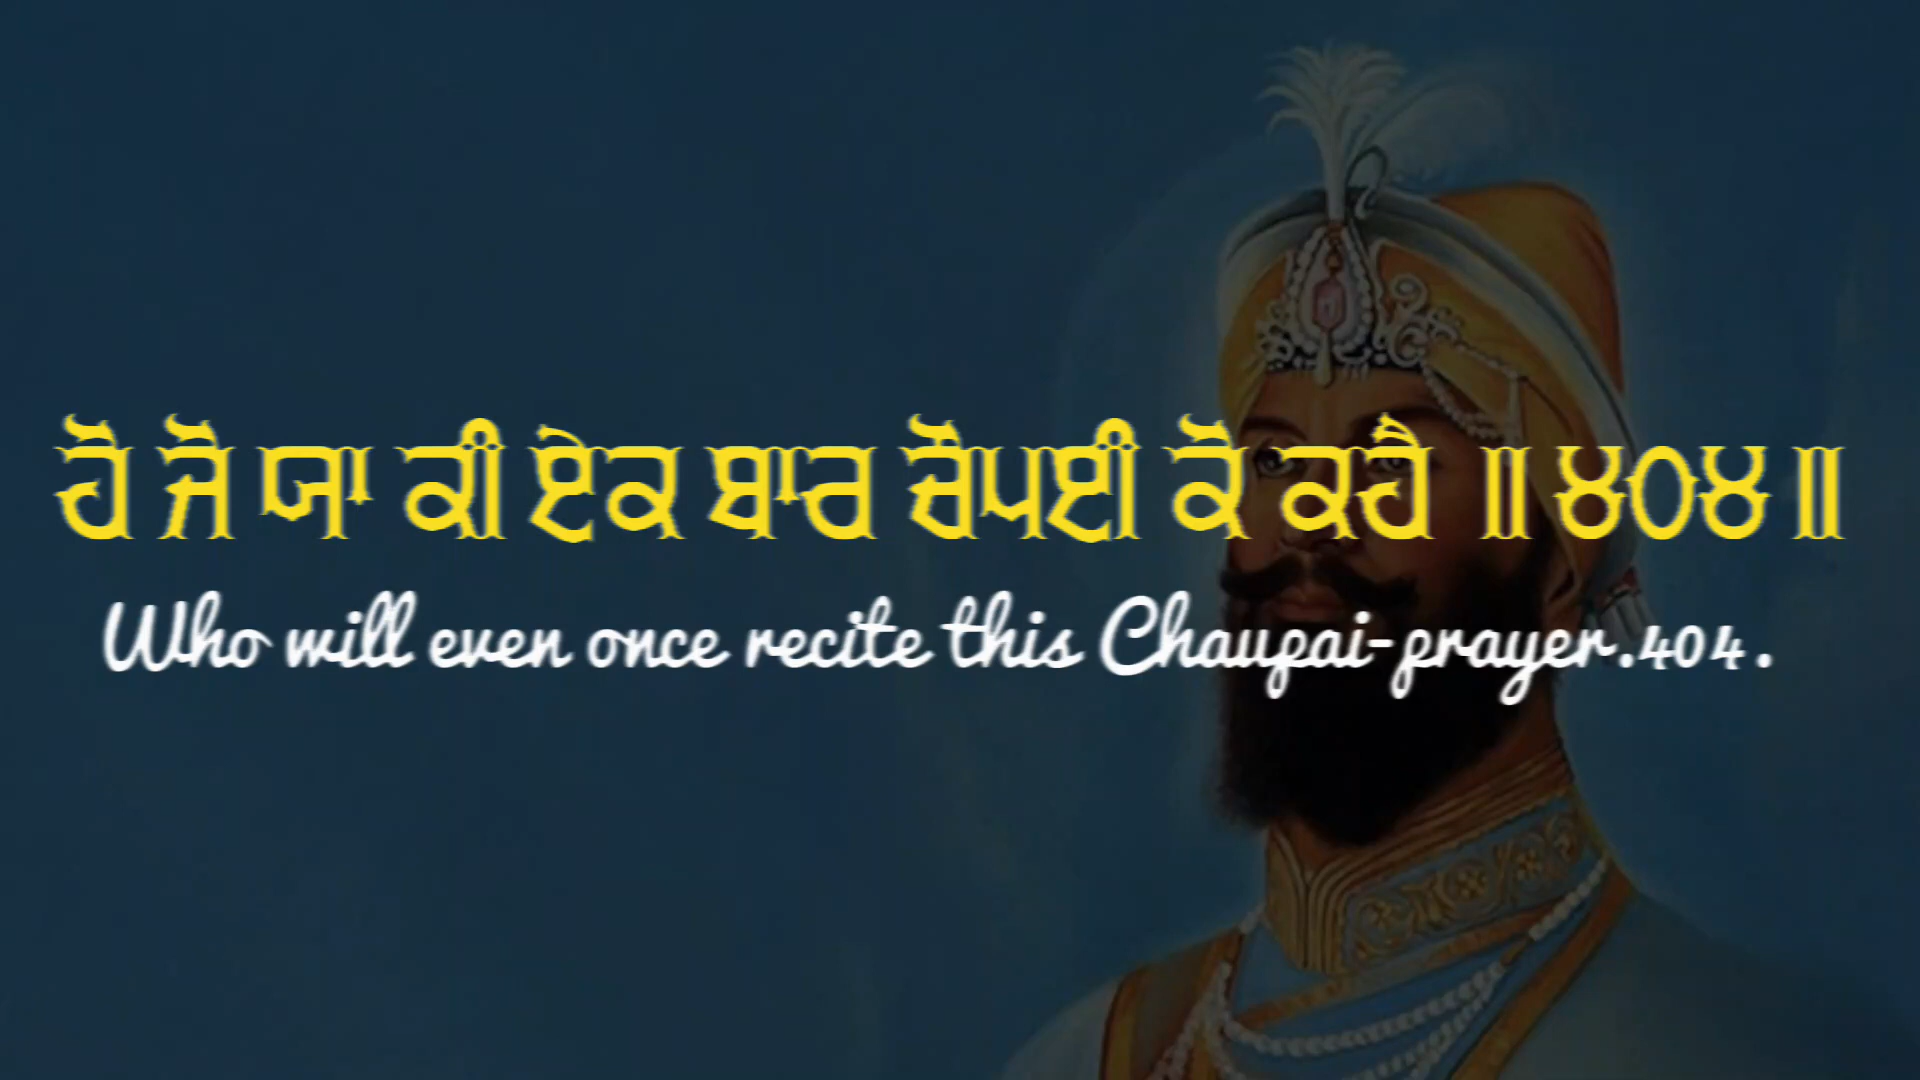 ਹੋ ਜੋ ਯਾ ਕੀ ਏਕ ਬਾਰ ਚੌਪਈ ਕੋ ਕਹੈ ॥੪੦੪॥
Who will even once recite this Chaupai-prayer.404.